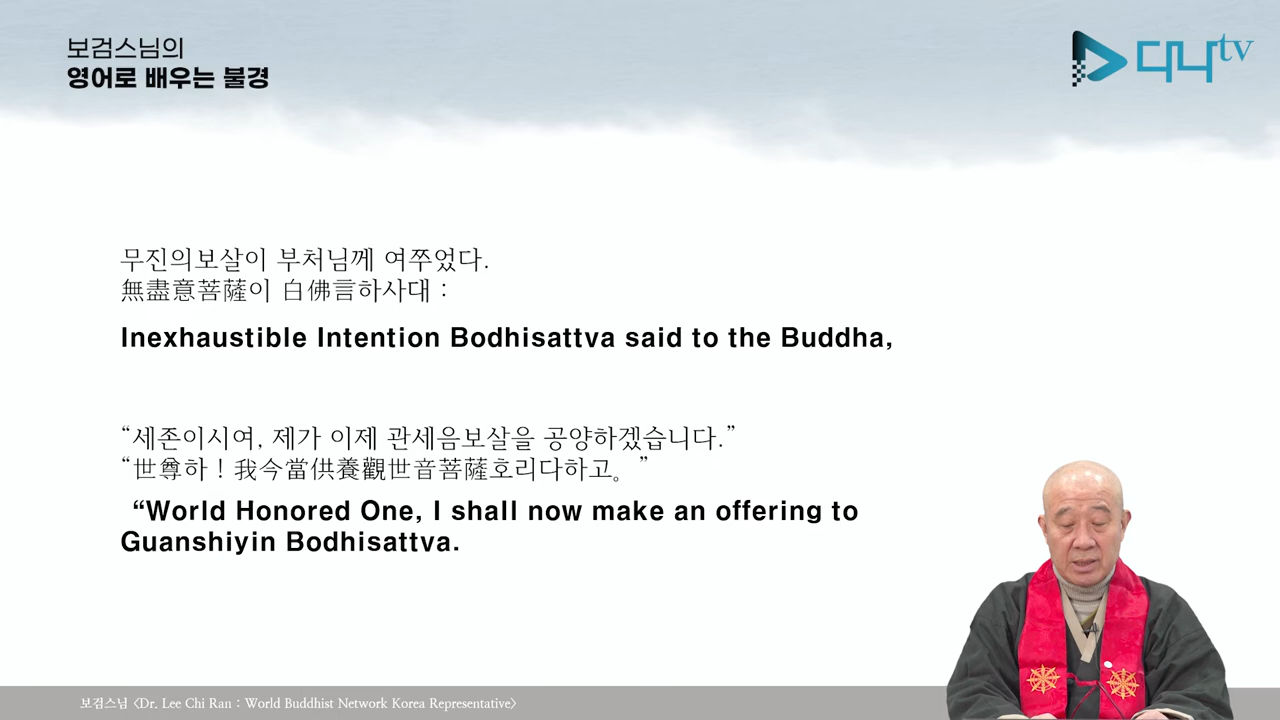 보검스님의
영어로 배우는 불경
다나tv
무진의보살이 부처님께 여쭈었다.
無盡意菩薩이 白佛言하사대 :
Inexhaustible Intention Bodhisattva said to the Buddha,
“세존이시여, 제가 이제 관세음보살을 공양하겠습니다.”
“世尊하 ! 我今當供養觀世音菩薩호리다하고。”
“World Honored One, I shall now make an offering to
Guanshiyin Bodhisattva.
보검스님 <Dr. Lee Chi Ran : World Buddhist Network Korea Representative>